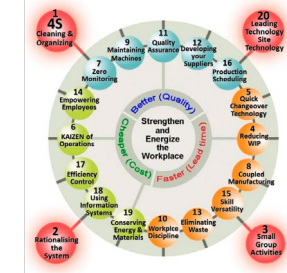 1
4S
Cleaning &
Organizing
20
Leading
Technology
Site
Technology
11
Quality
Assurance
9
Maintaining
Machines
12
Developing
your
Suppliers
7
Zero
Monitoring
16
Production
Scheduling
14
Empowering
Employees
5
Quick
Changeover
Technology
6
KAIZEN of
Operations
4
Reducing
WIP
17
Efficiency
Control
8
Coupled
Manufacturing
18
Using
Information
Systems
15
Skill
Versatility
19
Conserving
Energy &
Materials
10
Workplce
Discipline
13
Eliminating
Waste
2
Rationalising
the
System
3
Small
Group
Activities
Better (Quality)
Cheaper (Cost)
Faster (Lead time)
Strengthen
and
Energize
the
Workplace